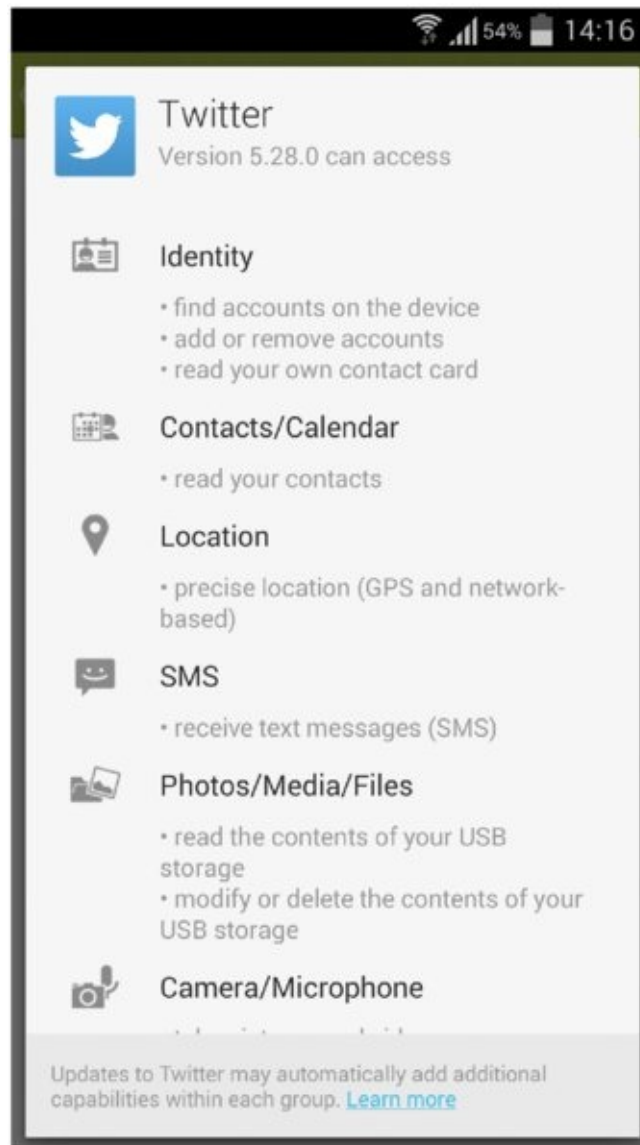 54% 14:16
Twitter
Version 5.28.0 can access
Identity
• find accounts on the device
• add or remove accounts
• read your own contact card
Contacts/Calendar
• read your contacts
Location
• precise location (GPS and network-
based)
SMS
• receive text messages (SMS)
Photos/Media/Files
• read the contents of your USB
storage
• modify or delete the contents of your
USB storage
Camera/Microphone
Updates to Twitter may automatically add additional
capabilities within each group. Learn more